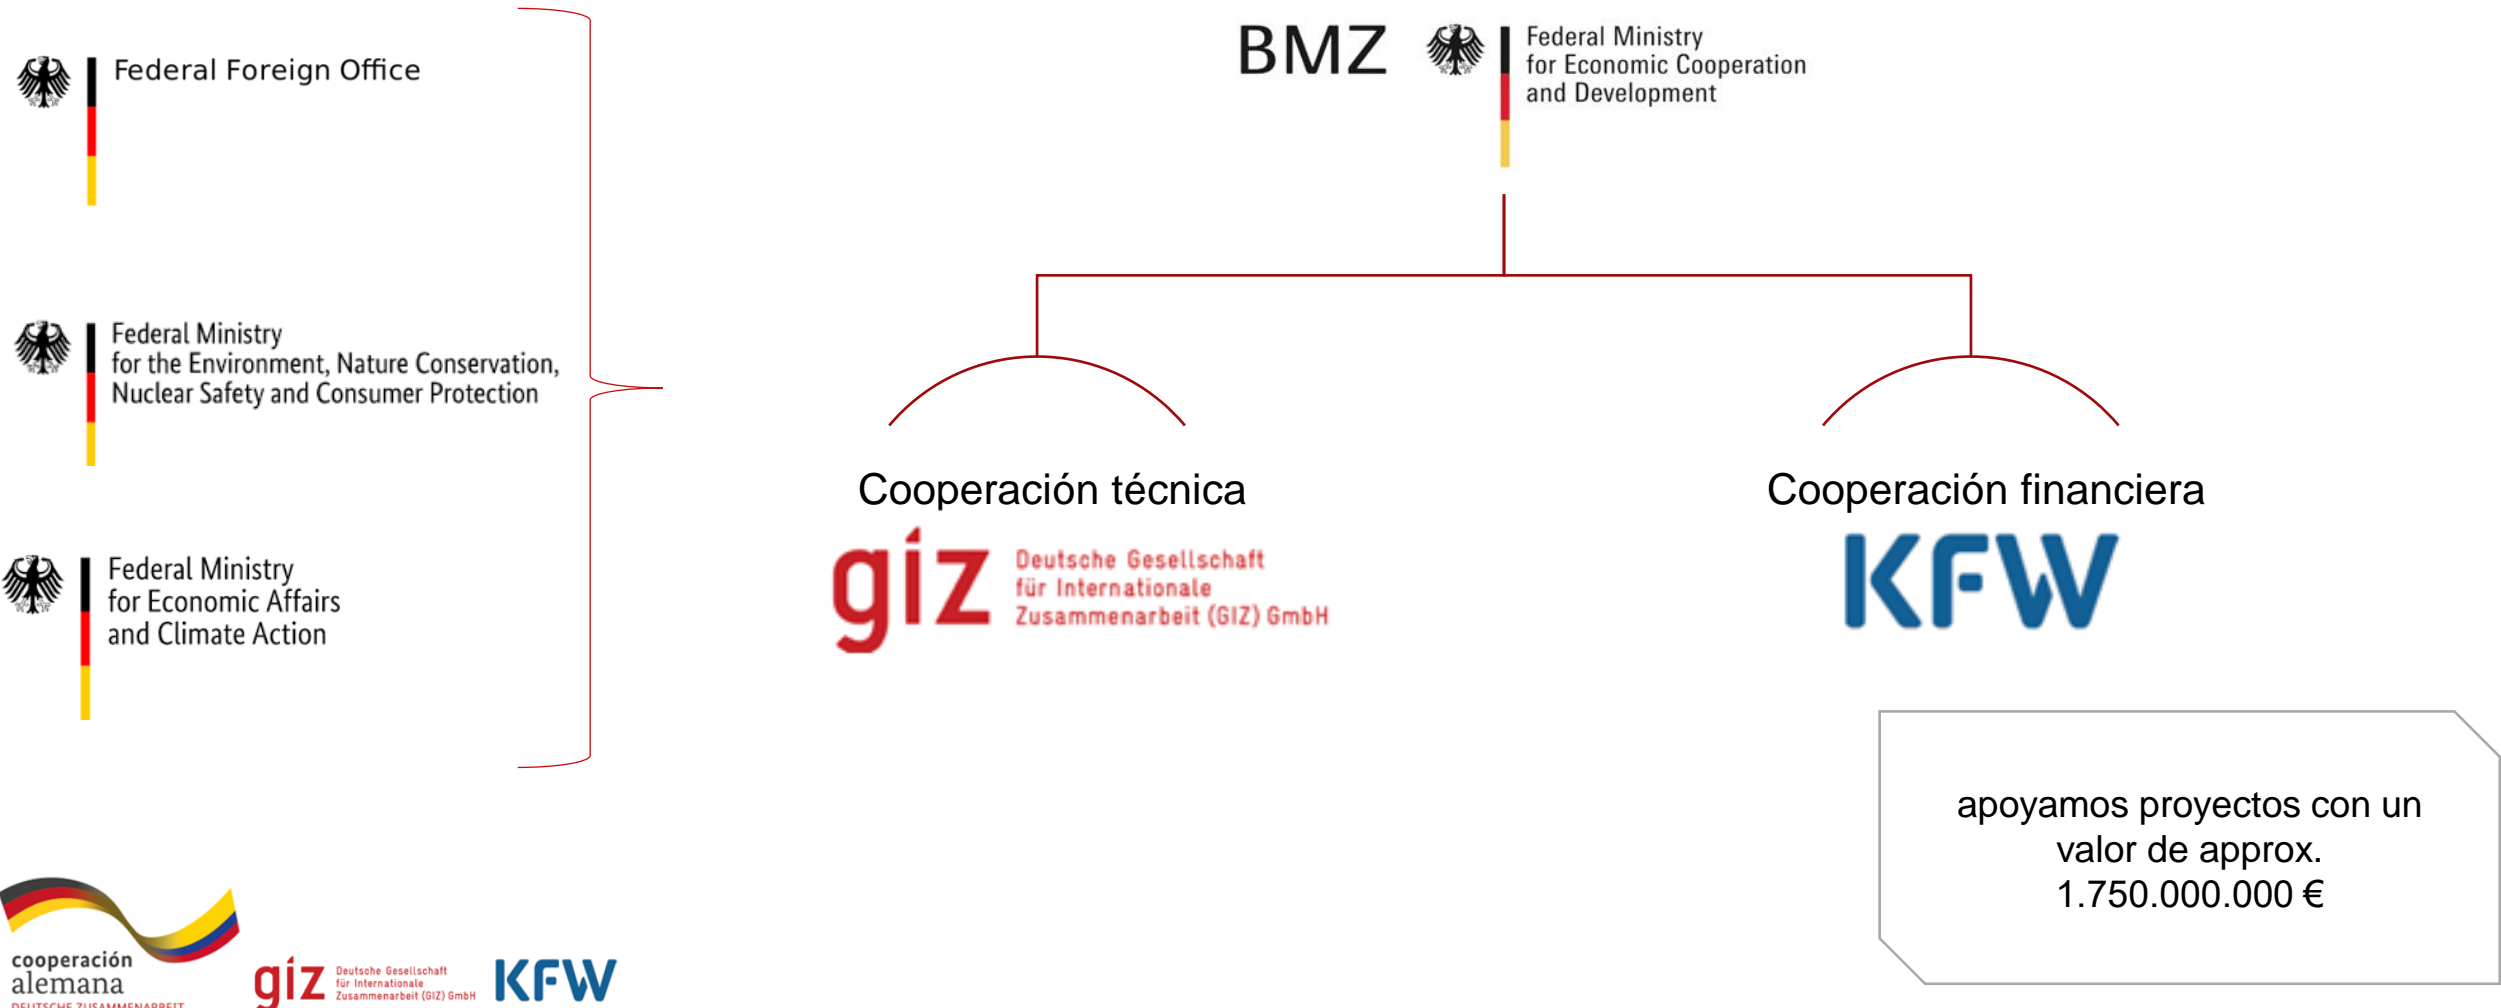 Federal Foreign Office
Federal Ministry
for the Environment, Nature Conservation,
Nuclear Safety and Consumer Protection
Federal Ministry
for Economic Affairs
and Climate Action
BMZ
Federal Ministry
for Economic Cooperation
and Development
Cooperación técnica
giz
Deutsche Gesellschaft
für Internationale
Zusammenarbeit (GIZ) GmbH
Cooperación financiera
KFW
apoyamos proyectos con un
valor de approx.
1.750.000.000 €
cooperación
alemana
DEUTSCHE ZUSAMMENARBEIT
giz
Deutsche Gesellschaft
für Internationale
Zusammenarbeit (GIZ) GmbH
KFW